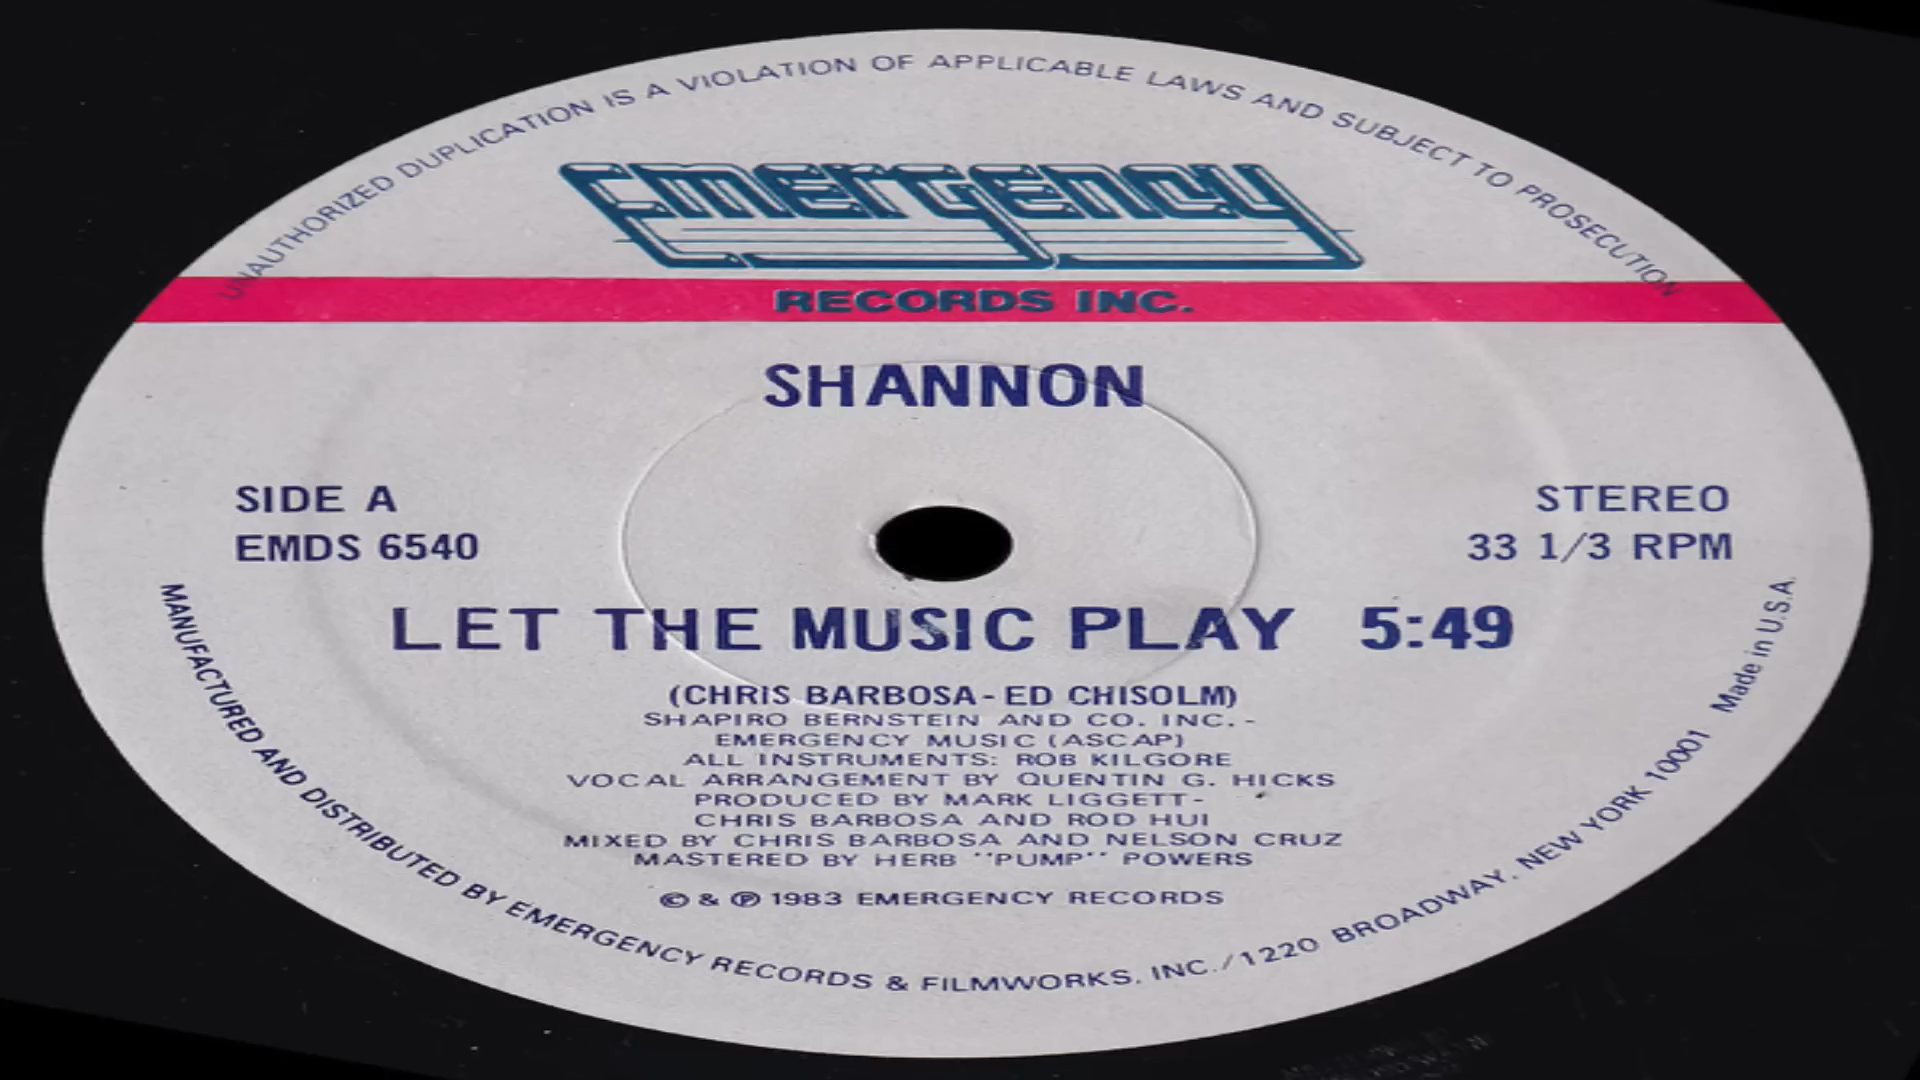 UNAUTHORIZED DUPLICATION IS A VIOLATION OF APPLICABLE LAWS AND SUBJECT TO PROSECUTION
Emergency
RECORDS INC.
SHANNON
SIDE A
STEREO
EMDS 6540
33 1/3 RPM
LET THE MUSIC PLAY 5:49
(CHRIS BARBOSA-ED CHISOLM)
SHAPIRO BERNSTEIN AND CO. INC.-
EMERGENCY MUSIC (ASCAP)
ALL INSTRUMENTS: ROB KILGORE
VOCAL ARRANGEMENT BY QUENTIN G. HICKS
PRODUCED BY MARK LIGGETT-
CHRIS BARBOSA AND ROD HUI
MIXED BY CHRIS BARBOSA AND NELSON CRUZ
MASTERED BY HERB "PUMP" POWERS
© & ℗ 1983 EMERGENCY RECORDS
MANUFACTURED AND DISTRIBUTED BY EMERGENCY RECORDS & FILMWORKS, INC./1220 BROADWAY, NEW YORK 10001 Made in U.S.A.